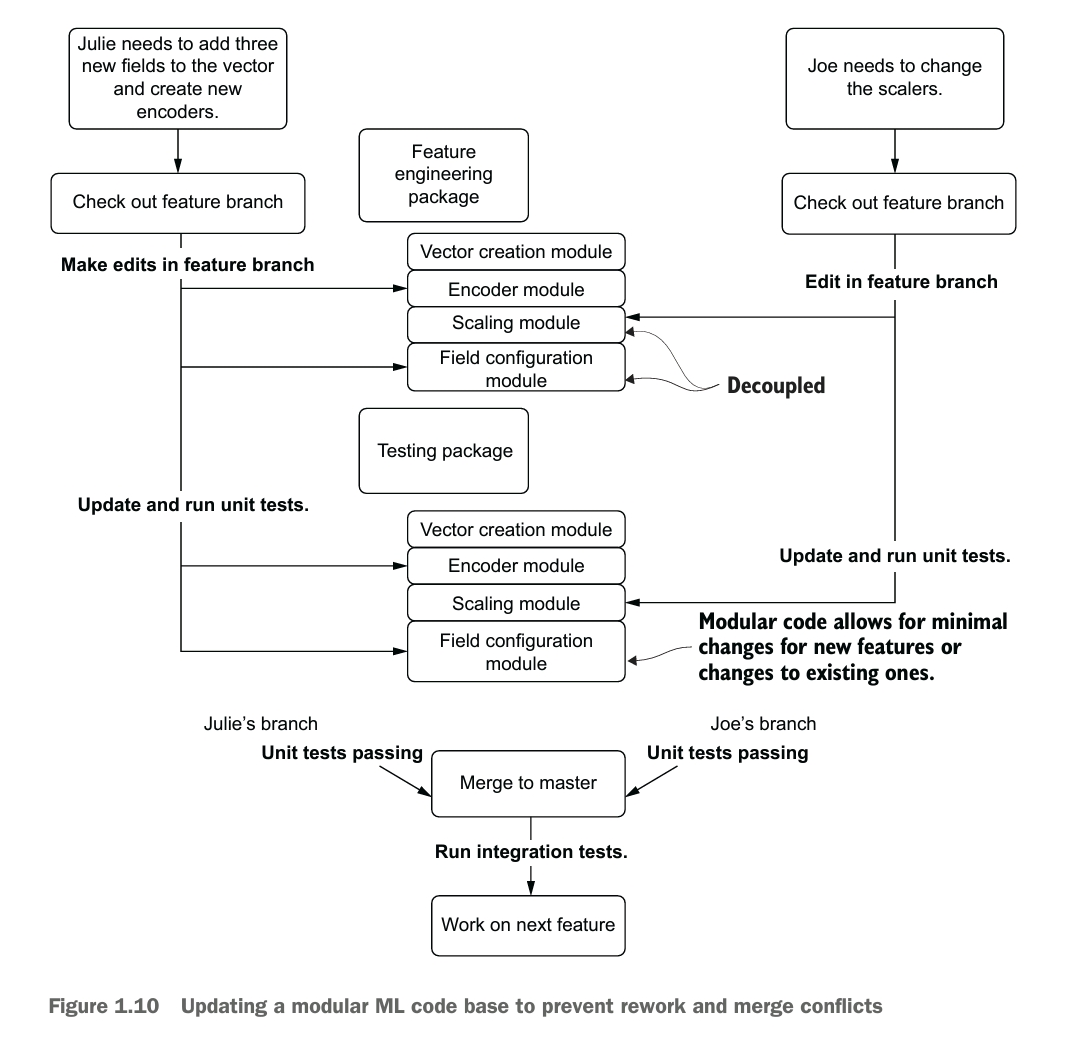 Julie needs to add three
new fields to the vector
and create new
encoders.
Joe needs to change
the scalers.
Check out feature branch
Feature
engineering
package
Check out feature branch
Make edits in feature branch
Vector creation module
Encoder module
Scaling module
Field configuration
module
Edit in feature branch
Decoupled
Testing package
Update and run unit tests.
Vector creation module
Encoder module
Scaling module
Field configuration
module
Update and run unit tests.
Modular code allows for minimal
changes for new features or
changes to existing ones.
Julie’s branch
Unit tests passing
Joe’s branch
Unit tests passing
Merge to master
Run integration tests.
Work on next feature
Figure 1.10 Updating a modular ML code base to prevent rework and merge conflicts